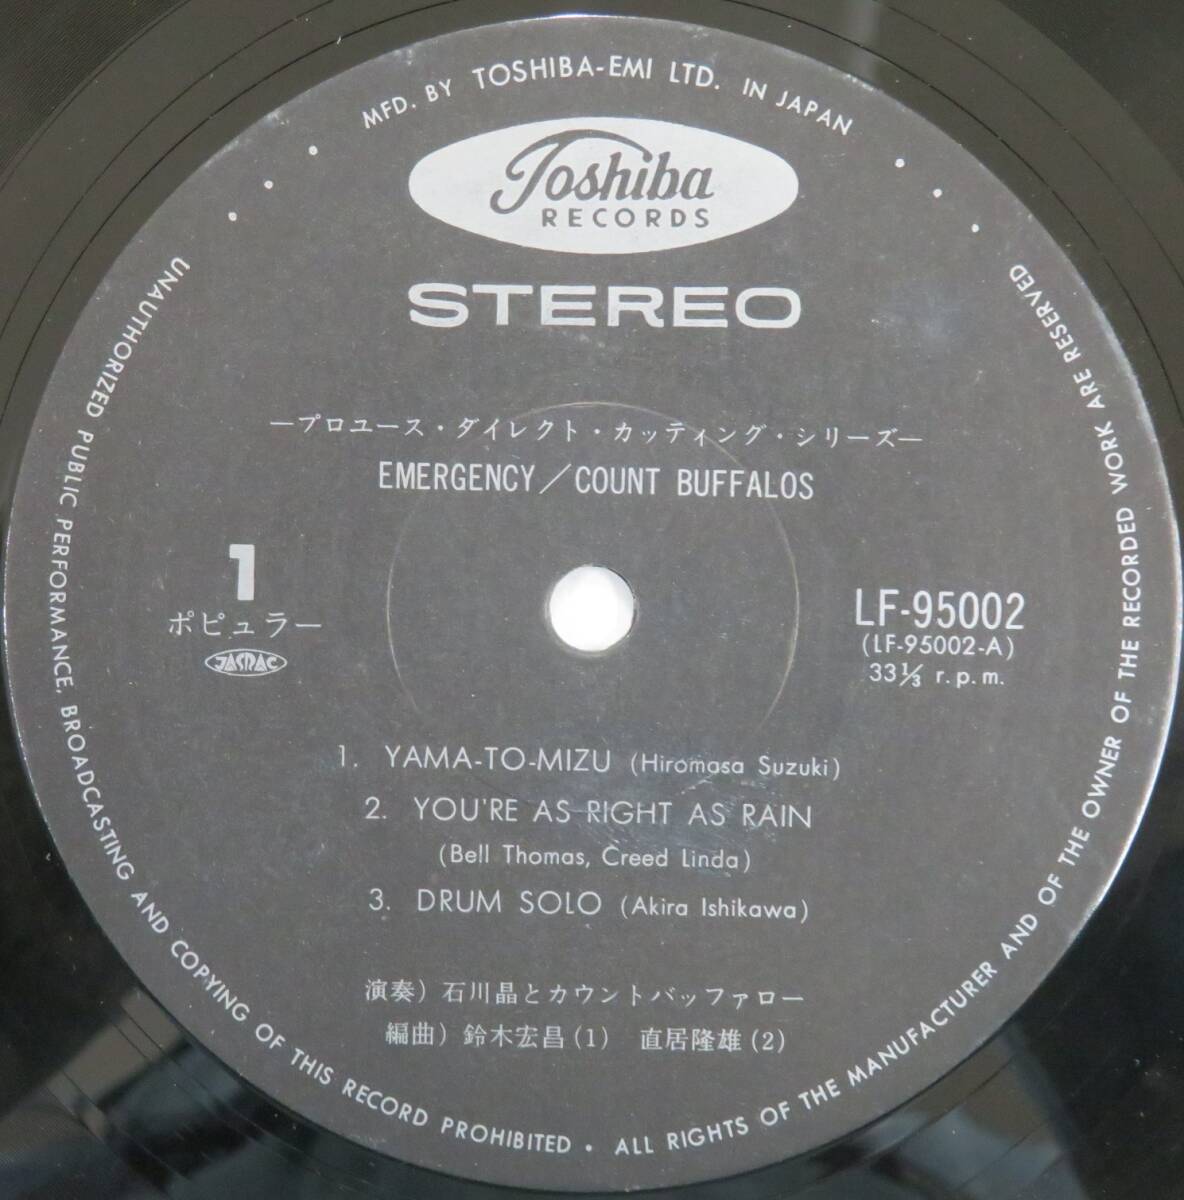 MFD. BY TOSHIBA-EMI LTD. IN JAPAN
Toshiba
RECORDS
STEREO
—プロユース・ダイレクト・カッティング・シリーズ—
EMERGENCY／COUNT BUFFALOS
1
ポピュラー
JASRAC
LF-95002
(LF-95002-A)
33⅓ r.p.m.
1. YAMA-TO-MIZU (Hiromasa Suzuki)
2. YOU'RE AS RIGHT AS RAIN
(Bell Thomas, Creed Linda)
3. DRUM SOLO (Akira Ishikawa)
演奏）石川晶とカウントバッファロー
編曲）鈴木宏昌(1) 直居隆雄(2)
UNAUTHORIZED PUBLIC PERFORMANCE, BROADCASTING AND COPYING OF THIS RECORD PROHIBITED • ALL RIGHTS OF THE MANUFACTURER AND OF THE OWNER OF THE RECORDED WORK ARE RESERVED